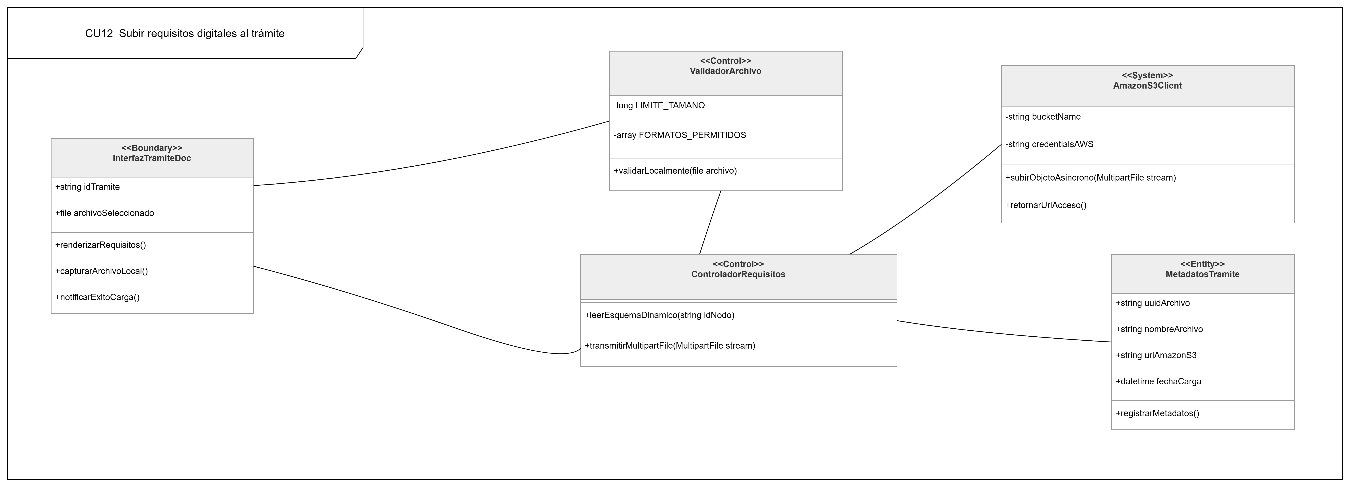 CU12 Subir requisitos digitales al trámite
<<Boundary>>
InterfazTramiteDoc
+string idTramite
+file archivoSeleccionado
+renderizarRequisitos()
+capturarArchivoLocal()
+notificarExitoCarga()
<<Control>>
ValidadorArchivo
-long LIMITE_TAMANO
-array FORMATOS_PERMITIDOS
+validarLocalmente(file archivo)
<<Control>>
ControladorRequisitos
+leerEsquemaDinamico(string idNodo)
+transmitirMultipartFile(MultipartFile stream)
<<System>>
AmazonS3Client
-string bucketName
-string credentialsAWS
+subirObjetoAsincrono(MultipartFile stream)
+retornarUrlAcceso()
<<Entity>>
MetadatosTramite
+string uuidArchivo
+string nombreArchivo
+string urlAmazonS3
+datetime fechaCarga
+registrarMetadatos()